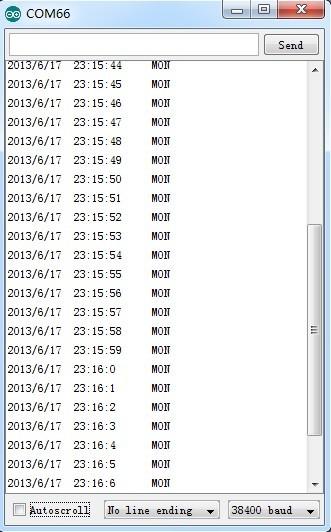 COM66
Send
2013/6/17 23:15:44 MON
2013/6/17 23:15:45 MON
2013/6/17 23:15:46 MON
2013/6/17 23:15:47 MON
2013/6/17 23:15:48 MON
2013/6/17 23:15:49 MON
2013/6/17 23:15:50 MON
2013/6/17 23:15:51 MON
2013/6/17 23:15:52 MON
2013/6/17 23:15:53 MON
2013/6/17 23:15:54 MON
2013/6/17 23:15:55 MON
2013/6/17 23:15:56 MON
2013/6/17 23:15:57 MON
2013/6/17 23:15:58 MON
2013/6/17 23:15:59 MON
2013/6/17 23:16:0 MON
2013/6/17 23:16:1 MON
2013/6/17 23:16:2 MON
2013/6/17 23:16:3 MON
2013/6/17 23:16:4 MON
2013/6/17 23:16:5 MON
2013/6/17 23:16:6 MON
Autoscroll No line ending 38400 baud